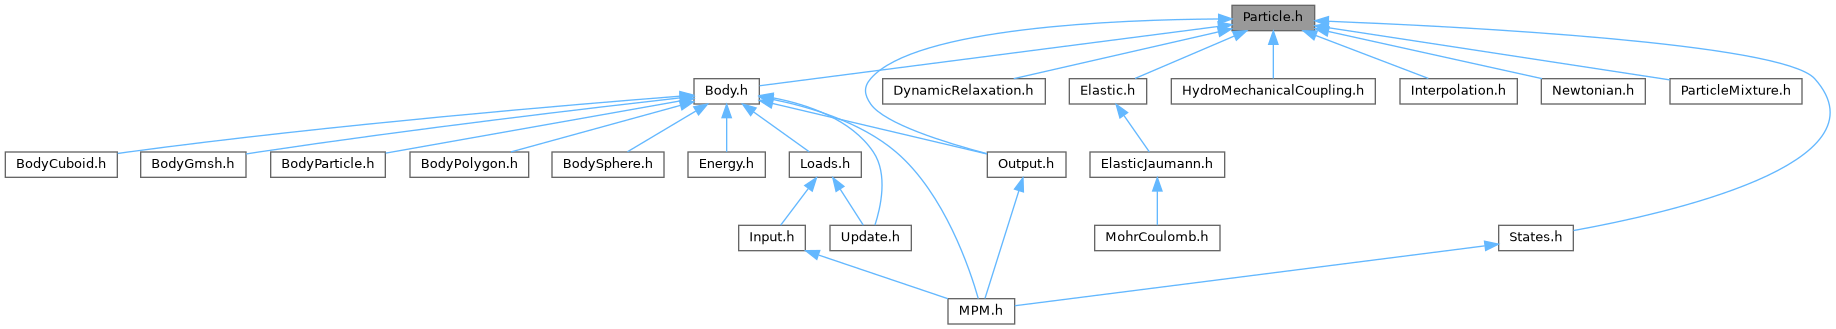 Particle.h
Body.h
DynamicRelaxation.h
Elastic.h
HydroMechanicalCoupling.h
Interpolation.h
Newtonian.h
ParticleMixture.h
BodyCuboid.h
BodyGmsh.h
BodyParticle.h
BodyPolygon.h
BodySphere.h
Energy.h
Loads.h
Output.h
ElasticJaumann.h
Input.h
Update.h
MohrCoulomb.h
States.h
MPM.h